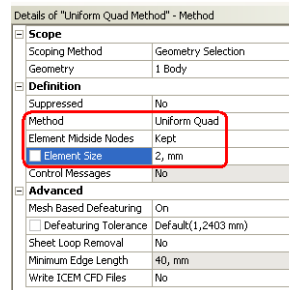 Details of "Uniform Quad Method" - Method
Scope
Scoping Method Geometry Selection
Geometry 1 Body
Definition
Suppressed No
Method Uniform Quad
Element Midside Nodes Kept
Element Size 2, mm
Control Messages No
Advanced
Mesh Based Defeaturing On
Defeaturing Tolerance Default(1,2403 mm)
Sheet Loop Removal No
Minimum Edge Length 40, mm
Write ICEM CFD Files No